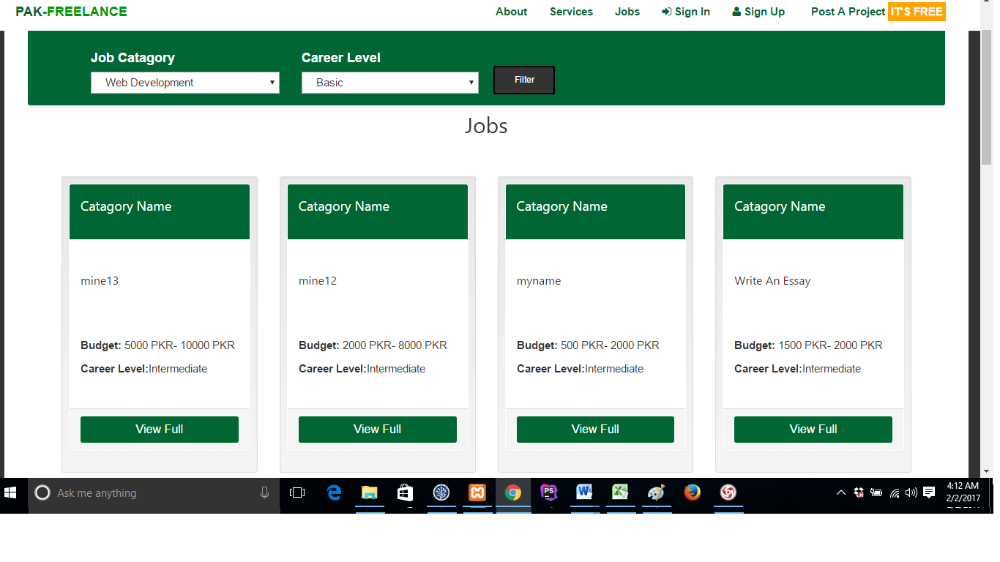 PAK-FREELANCE About Services Jobs Sign In Sign Up Post A Project IT'S FREE
Job Catagory Career Level
Web Development Basic Filter
Jobs
Catagory Name Catagory Name Catagory Name Catagory Name
mine13 mine12 myname Write An Essay
Budget: 5000 PKR- 10000 PKR Budget: 2000 PKR- 8000 PKR Budget: 500 PKR- 2000 PKR Budget: 1500 PKR- 2000 PKR
Career Level:Intermediate Career Level:Intermediate Career Level:Intermediate Career Level:Intermediate
View Full View Full View Full View Full
Ask me anything
4:12 AM
2/2/2017